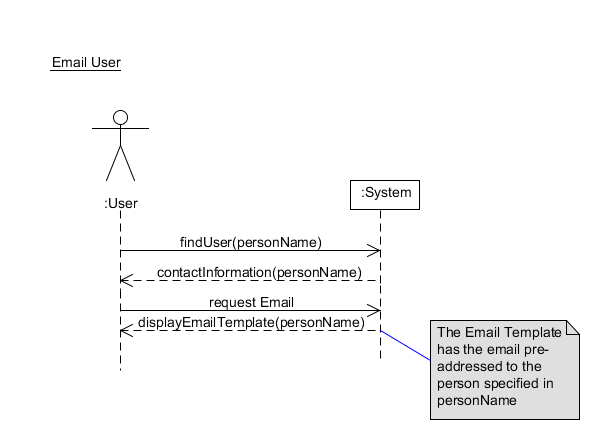 Email User
:User
:System
findUser(personName)
contactInformation(personName)
request Email
displayEmailTemplate(personName)
The Email Template
has the email pre-
addressed to the
person specified in
personName